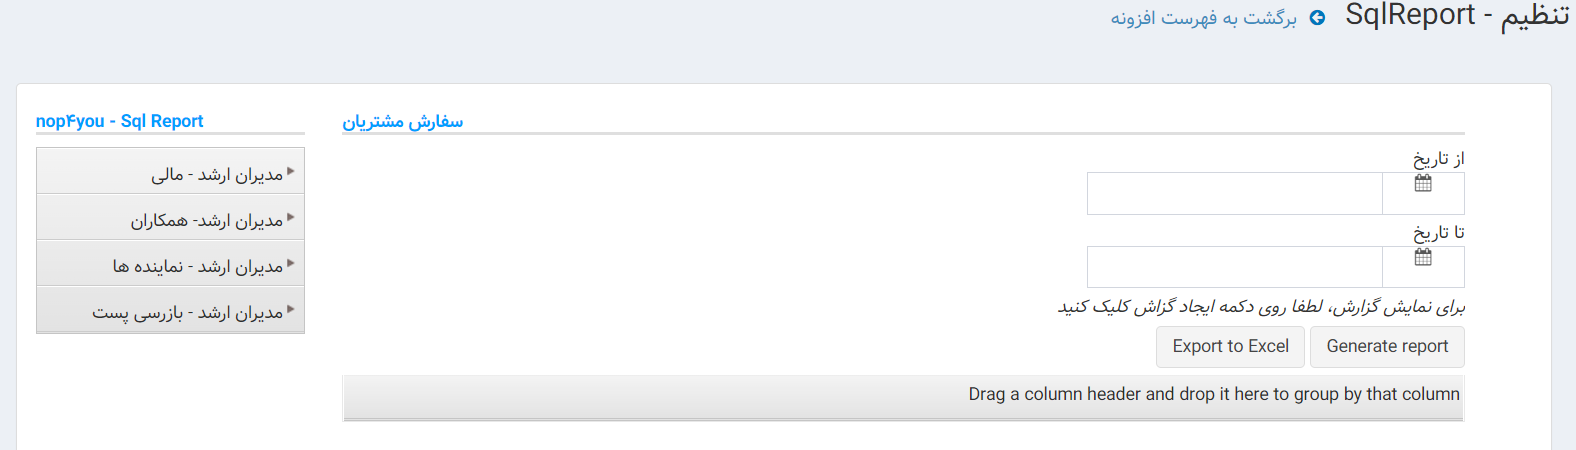 تنظیم - SqlReport برگشت به فهرست افزونه
سفارش مشتریان
از تاریخ
تا تاریخ
برای نمایش گزارش، لطفا روی دکمه ایجاد گزاش کلیک کنید
Generate report
Export to Excel
Drag a column header and drop it here to group by that column
nop۴you - Sql Report
مدیران ارشد - مالی
مدیران ارشد- همکاران
مدیران ارشد - نماینده ها
مدیران ارشد - بازرسی پست